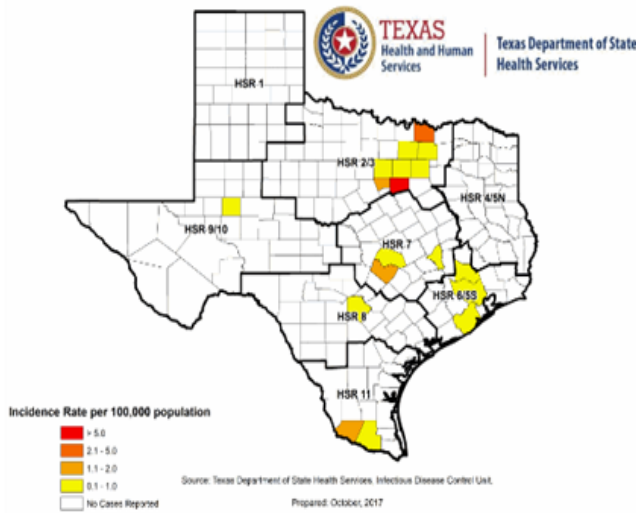 TEXAS
Health and Human
Services
Texas Department of State
Health Services
HSR 1
HSR 2/3
HSR 4/5N
HSR 9/10
HSR 7
HSR 6/5S
HSR 8
HSR 11
Incidence Rate per 100,000 population
> 5.0
2.1 - 5.0
1.1 - 2.0
0.1 - 1.0
No Cases Reported
Source: Texas Department of State Health Services. Infectious Disease Control Unit.
Prepared: October, 2017